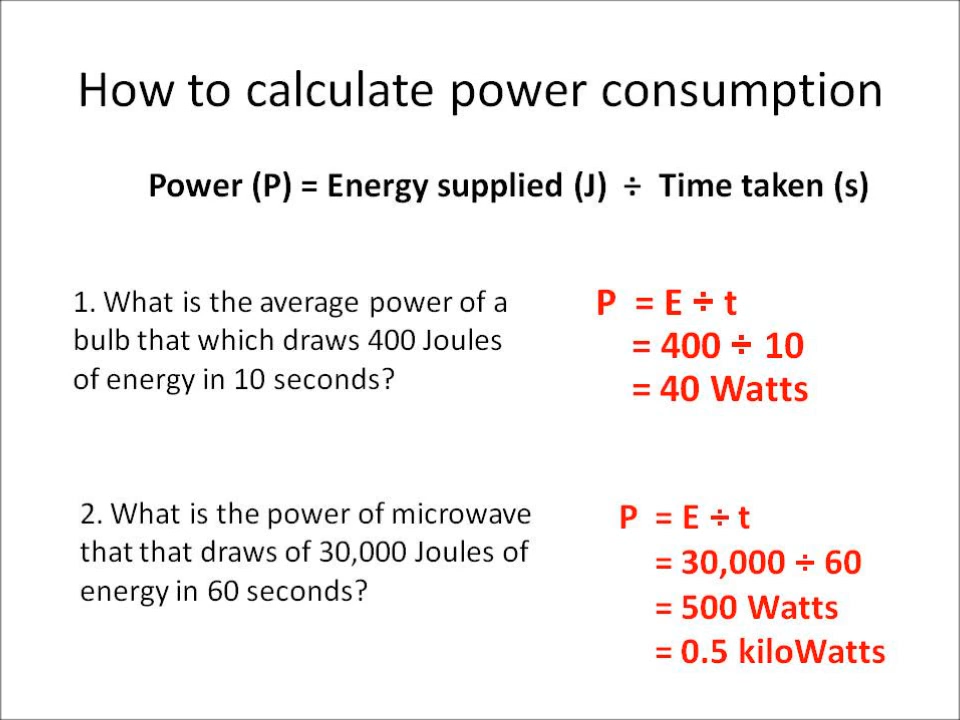 How to calculate power consumption
Power (P) = Energy supplied (J) ÷ Time taken (s)
1. What is the average power of a
bulb that which draws 400 Joules
of energy in 10 seconds?
P = E ÷ t
= 400 ÷ 10
= 40 Watts
2. What is the power of microwave
that that draws of 30,000 Joules of
energy in 60 seconds?
P = E ÷ t
= 30,000 ÷ 60
= 500 Watts
= 0.5 kiloWatts